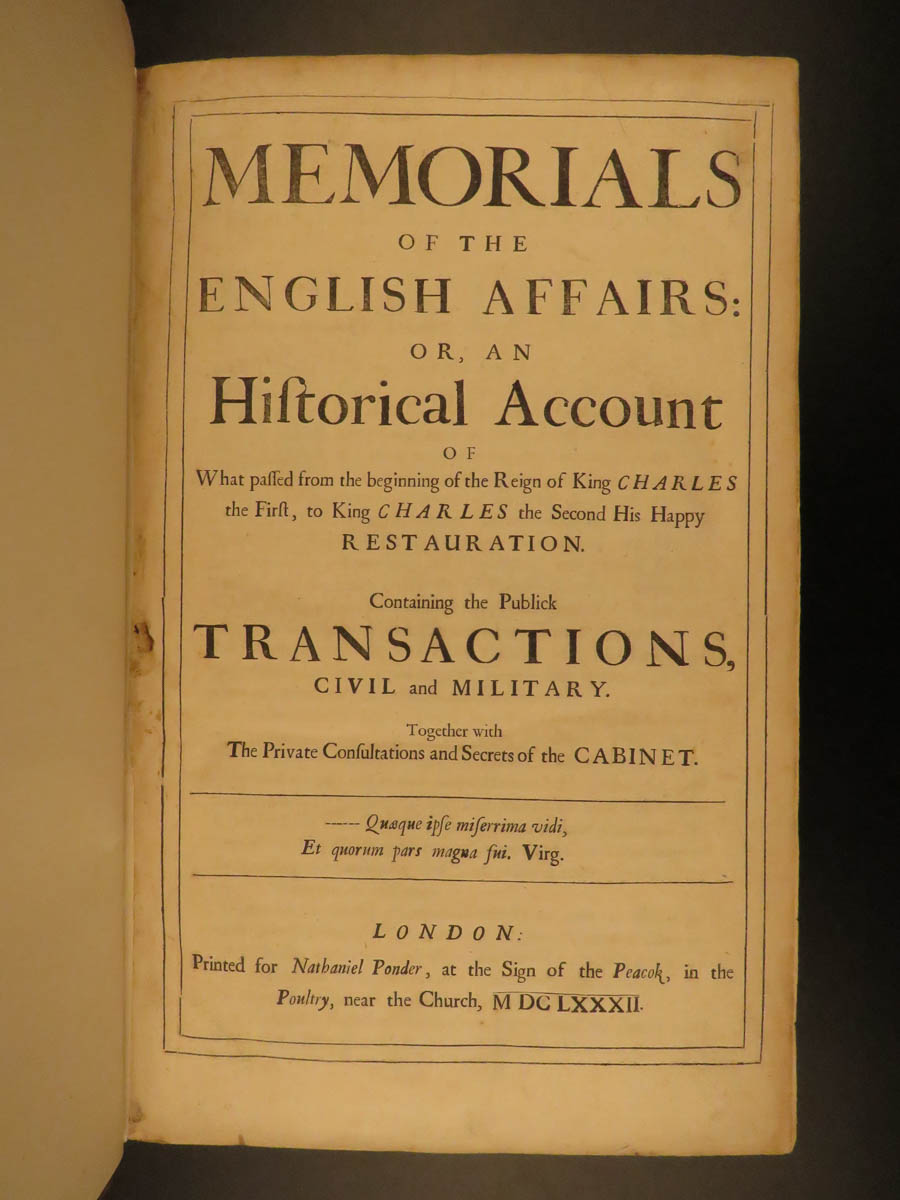 MEMORIALS
OF THE
ENGLISH AFFAIRS:
OR, AN
Hiſtorical Account
OF
What paſſed from the beginning of the Reign of King CHARLES
the Firſt, to King CHARLES the Second His Happy
RESTAURATION.
Containing the Publick
TRANSACTIONS,
CIVIL and MILITARY.
Together with
The Private Conſultations and Secrets of the CABINET.
—— Quæque ipſe miſerrima vidi,
Et quorum pars magna fui. Virg.
LONDON:
Printed for Nathaniel Ponder, at the Sign of the Peacok, in the
Poultry, near the Church, M DC LXXXII.